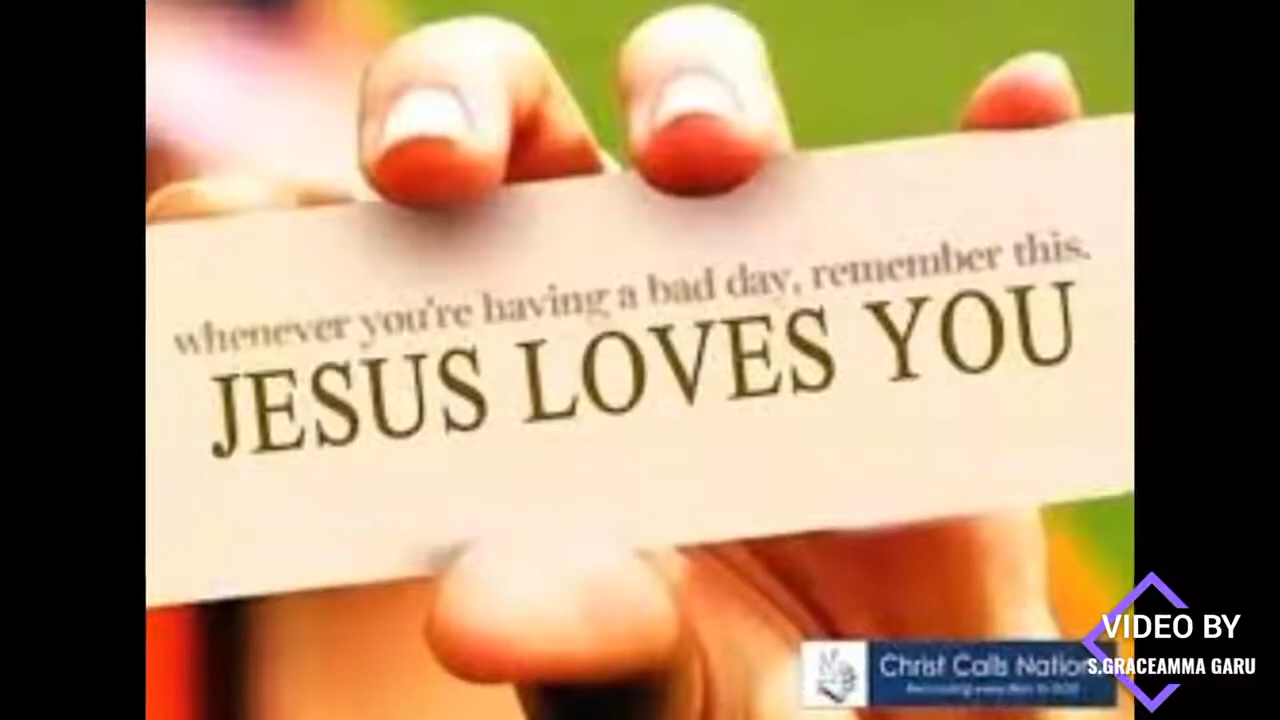 whenever you're having a bad day, remember this.
JESUS LOVES YOU
Christ Calls Nation
VIDEO BY
S.GRACEAMMA GARU